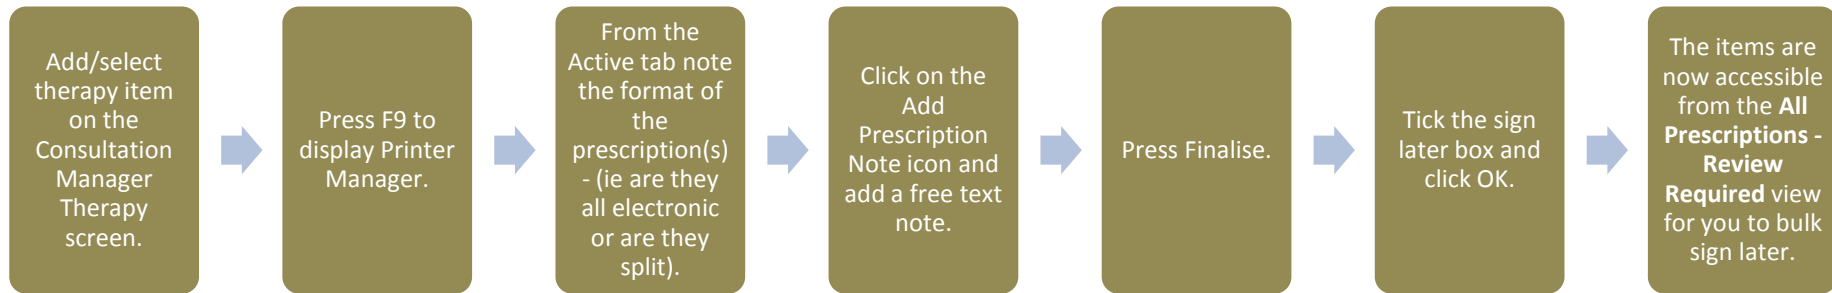 Add/select
therapy item
on the
Consultation
Manager
Therapy
screen.
Press F9 to
display Printer
Manager.
From the
Active tab note
the format of
the
prescription(s)
- (ie are they
all electronic
or are they
split).
Click on the
Add
Prescription
Note icon and
add a free text
note.
Press Finalise.
Tick the sign
later box and
click OK.
The items are
now accessible
from the All
Prescriptions -
Review
Required view
for you to bulk
sign later.